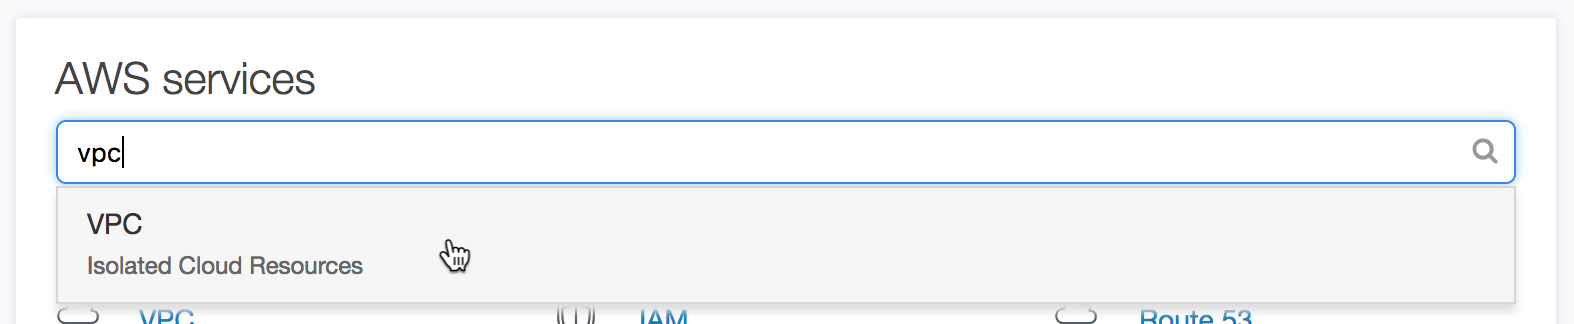 AWS services
vpc
VPC
Isolated Cloud Resources
VPC IAM Route 53